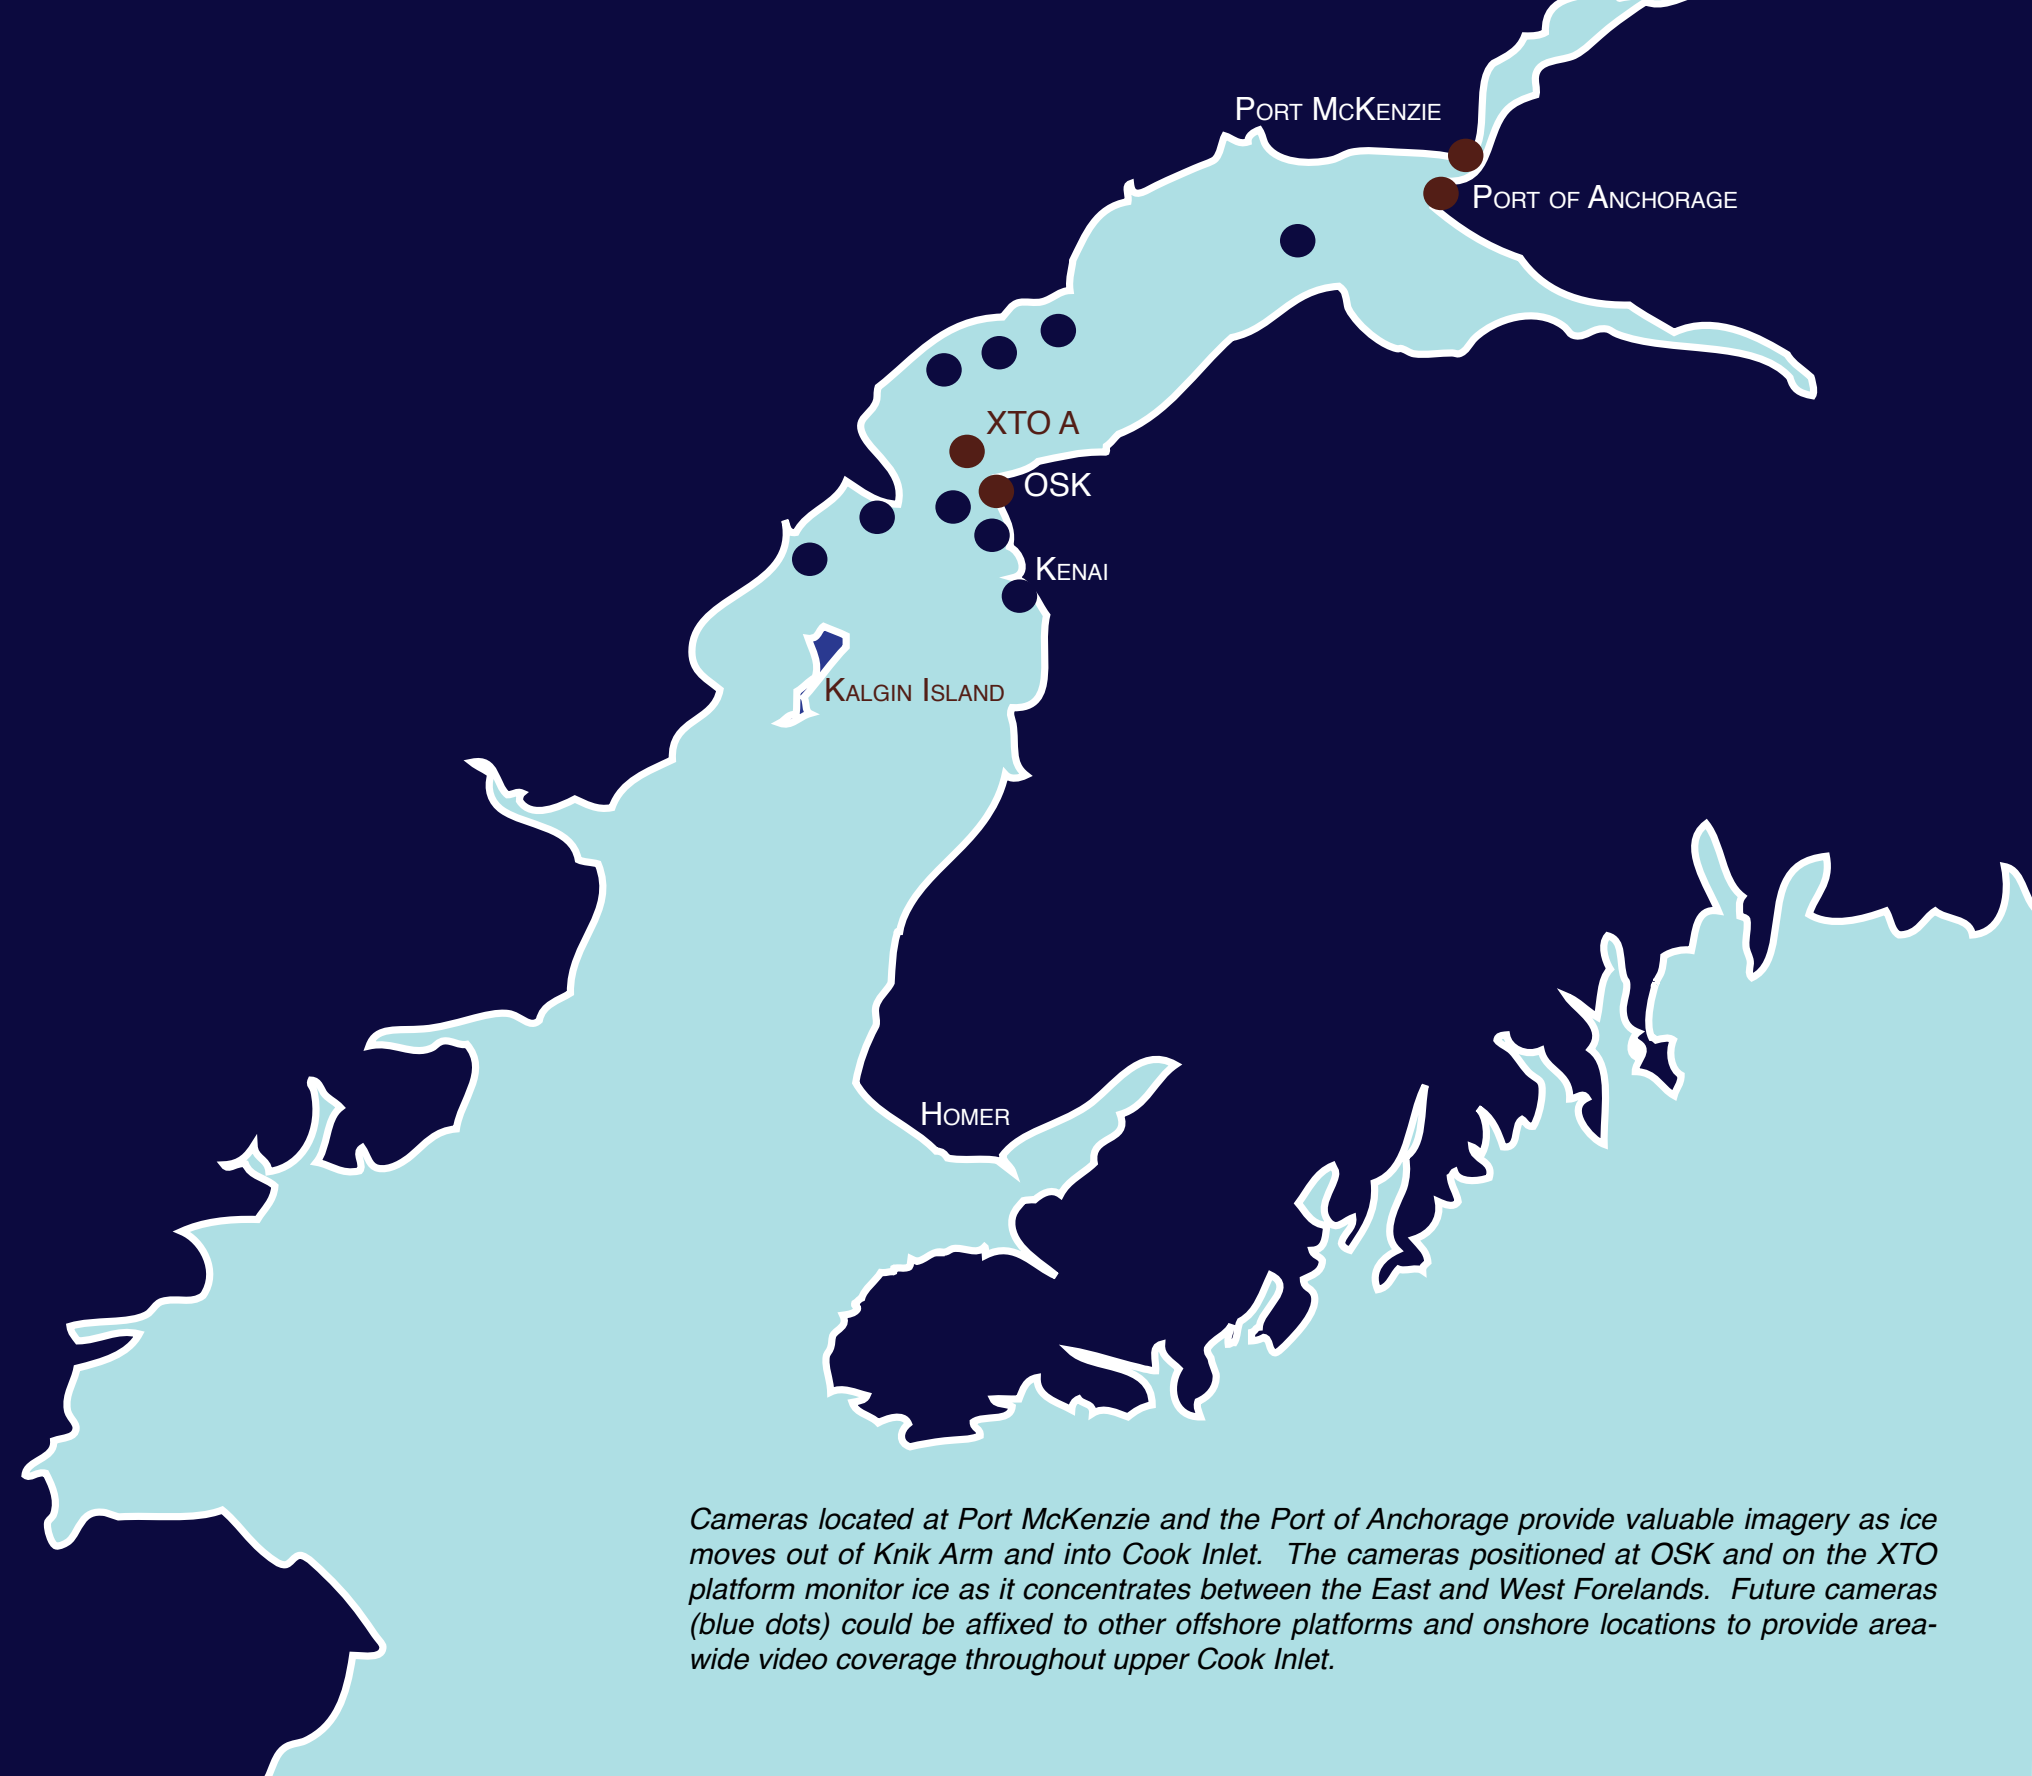 Port McKenzie
Port of Anchorage
XTO A
OSK
Kenai
Kalgin Island
Homer
Cameras located at Port McKenzie and the Port of Anchorage provide valuable imagery as ice
moves out of Knik Arm and into Cook Inlet. The cameras positioned at OSK and on the XTO
platform monitor ice as it concentrates between the East and West Forelands. Future cameras
(blue dots) could be affixed to other offshore platforms and onshore locations to provide area-
wide video coverage throughout upper Cook Inlet.